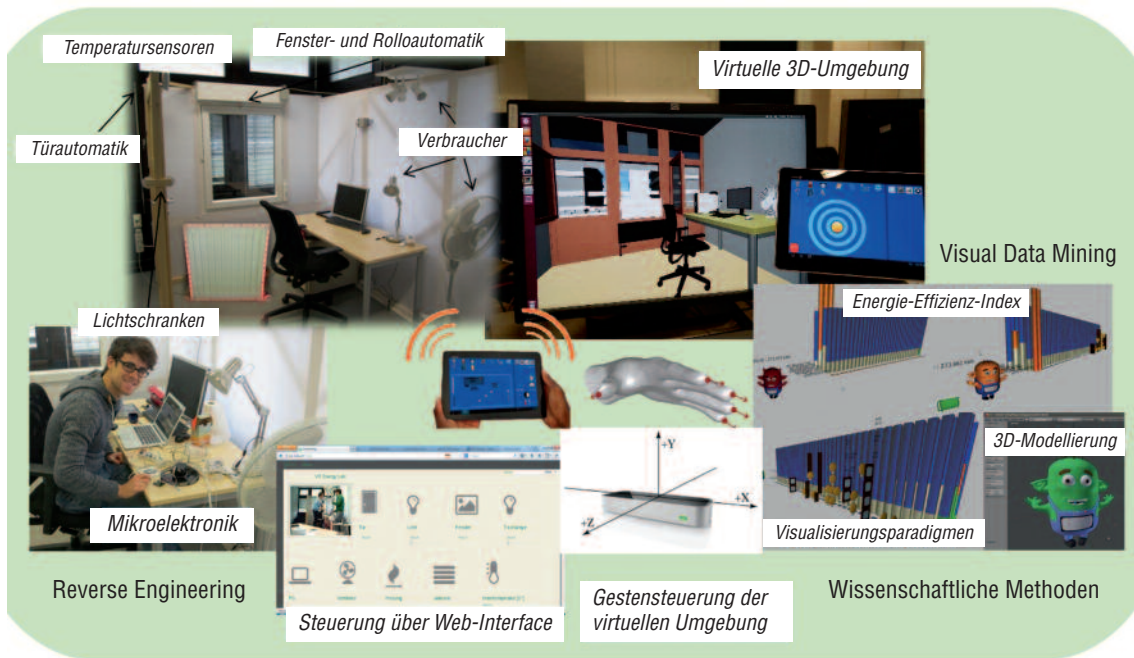 Temperatursensoren
Fenster- und Rolloautomatik
Virtuelle 3D-Umgebung
Türautomatik
Verbraucher
Visual Data Mining
Energie-Effizienz-Index
Lichtschranken
3D-Modellierung
+Y
+X
+Z
Mikroelektronik
Visualisierungsparadigmen
Reverse Engineering
Steuerung über Web-Interface
Gestensteuerung der
virtuellen Umgebung
Wissenschaftliche Methoden